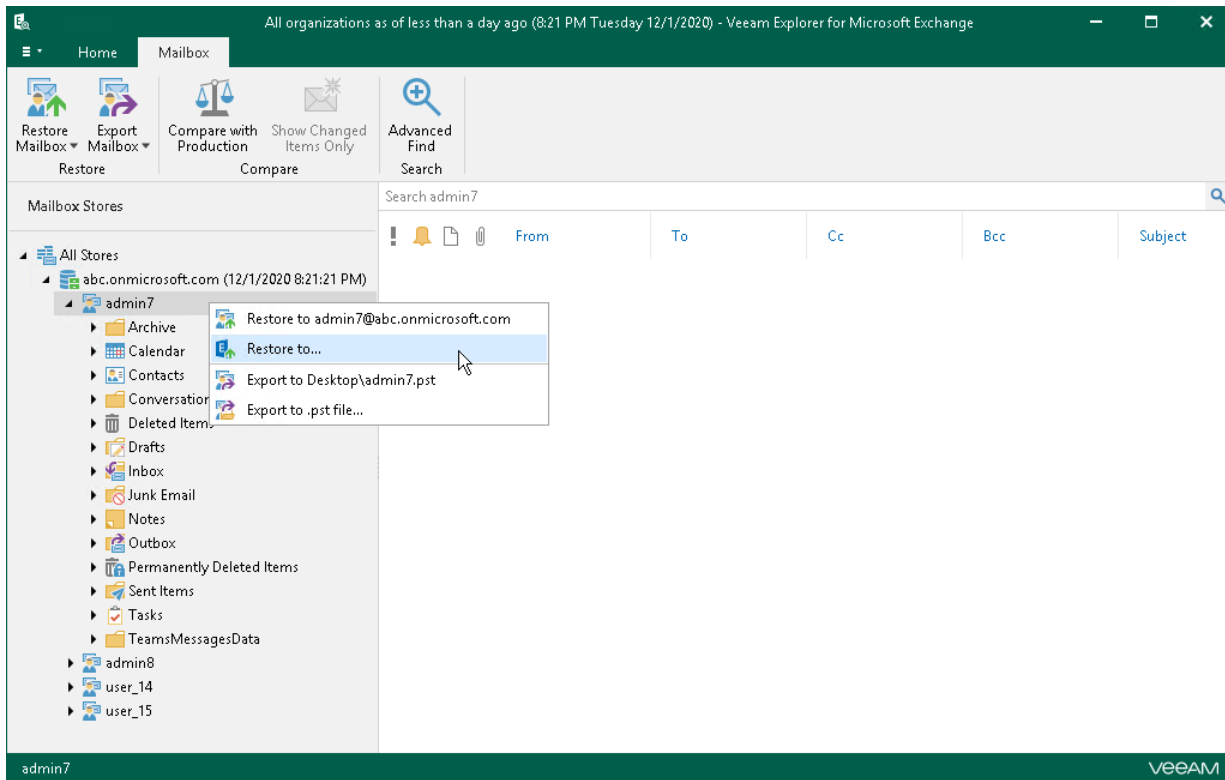 All organizations as of less than a day ago (8:21 PM Tuesday 12/1/2020) - Veeam Explorer for Microsoft Exchange
Home Mailbox
Restore Mailbox
Export Mailbox
Compare with Production
Show Changed Items Only
Advanced Find
Restore Compare Search
Mailbox Stores
Search admin7
From To Cc Bcc Subject
All Stores
abc.onmicrosoft.com (12/1/2020 8:21:21 PM)
admin7
Restore to admin7@abc.onmicrosoft.com
Restore to...
Export to Desktop\admin7.pst
Export to .pst file...
Archive
Calendar
Contacts
Conversation
Deleted Items
Drafts
Inbox
Junk Email
Notes
Outbox
Permanently Deleted Items
Sent Items
Tasks
TeamsMessagesData
admin8
user_14
user_15
admin7
VEEAM